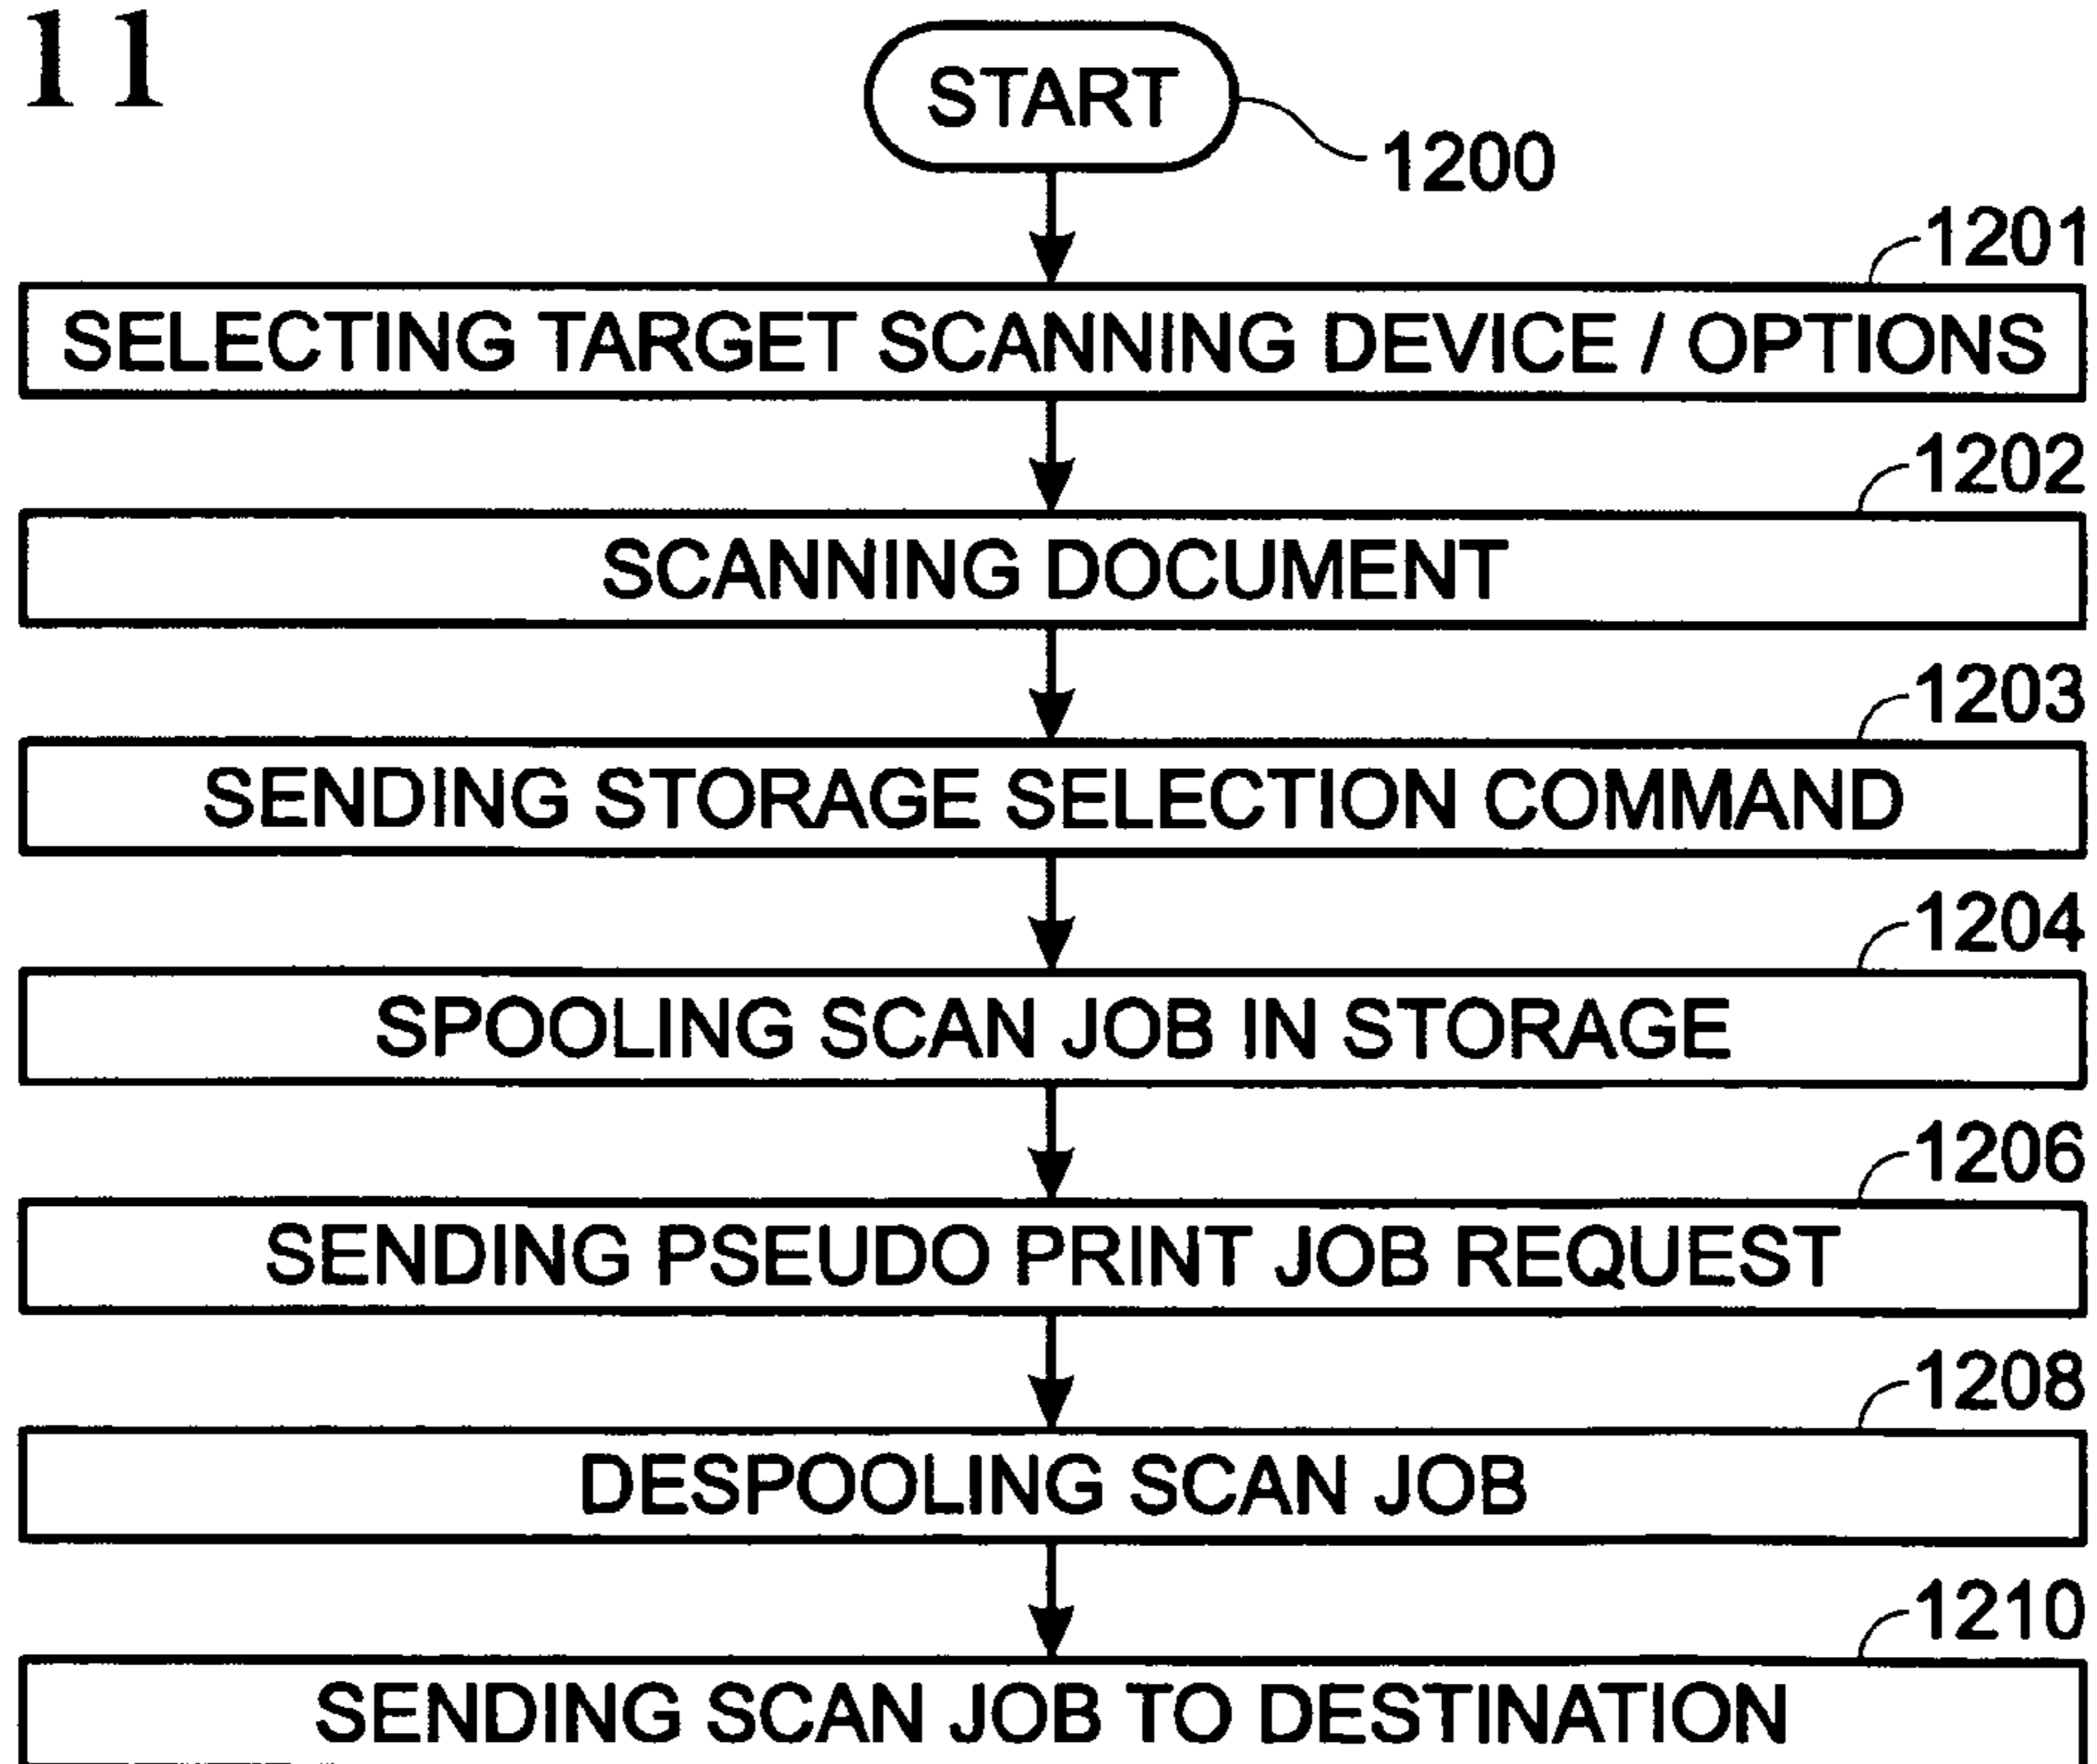 11
START
1200
1201
SELECTING TARGET SCANNING DEVICE / OPTIONS
1202
SCANNING DOCUMENT
1203
SENDING STORAGE SELECTION COMMAND
1204
SPOOLING SCAN JOB IN STORAGE
1206
SENDING PSEUDO PRINT JOB REQUEST
1208
DESPOOLING SCAN JOB
1210
SENDING SCAN JOB TO DESTINATION